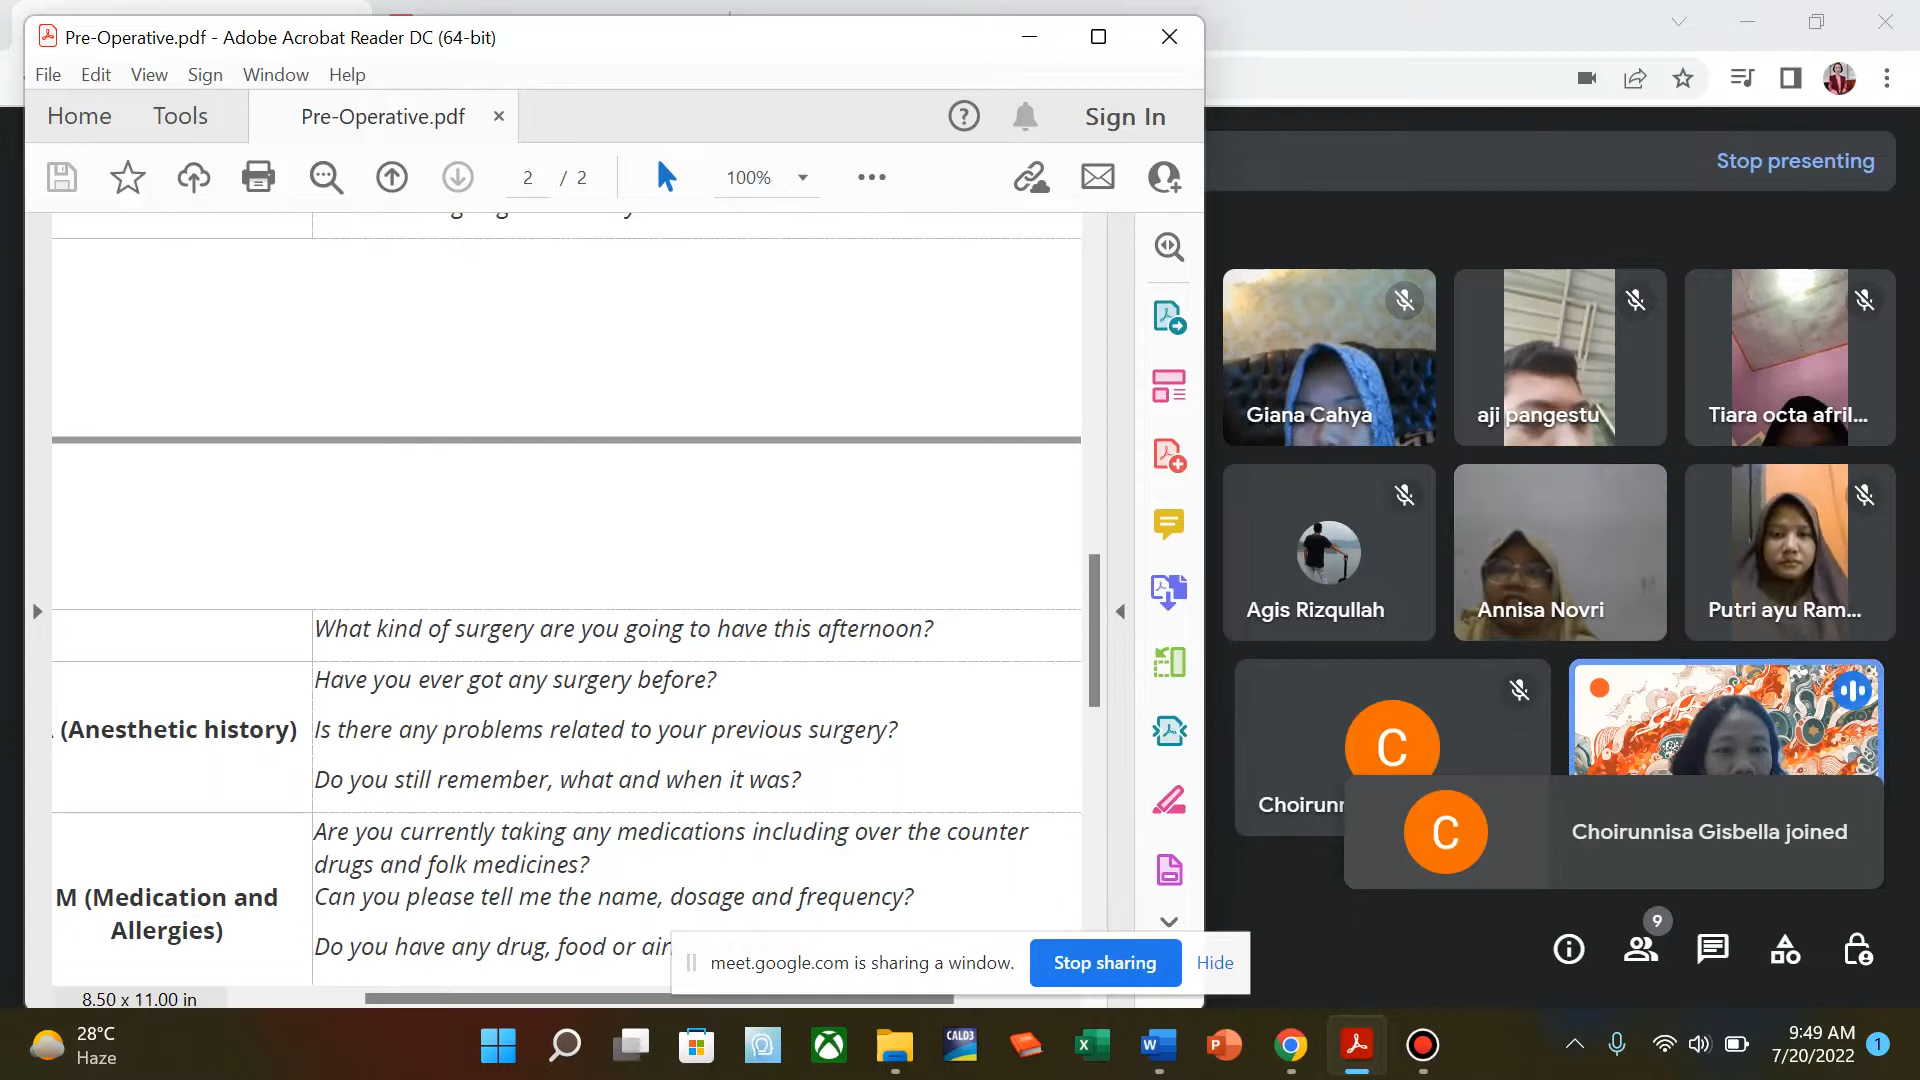 Pre-Operative.pdf - Adobe Acrobat Reader DC (64-bit)
File Edit View Sign Window Help
Home Tools Pre-Operative.pdf × Sign In
2 / 2 100%
Stop presenting
What kind of surgery are you going to have this afternoon?
(Anesthetic history)
Have you ever got any surgery before?
Is there any problems related to your previous surgery?
Do you still remember, what and when it was?
M (Medication and
Allergies)
Are you currently taking any medications including over the counter
drugs and folk medicines?
Can you please tell me the name, dosage and frequency?
Do you have any drug, food or air
8.50 x 11.00 in
meet.google.com is sharing a window. Stop sharing Hide
Giana Cahya
aji pangestu
Tiara octa afril...
Agis Rizqullah
Annisa Novri
Putri ayu Ram...
C
Choirunn
C
Choirunnisa Gisbella joined
9
28°C
Haze
CALD3
X
W
P
9:49 AM
7/20/2022
1